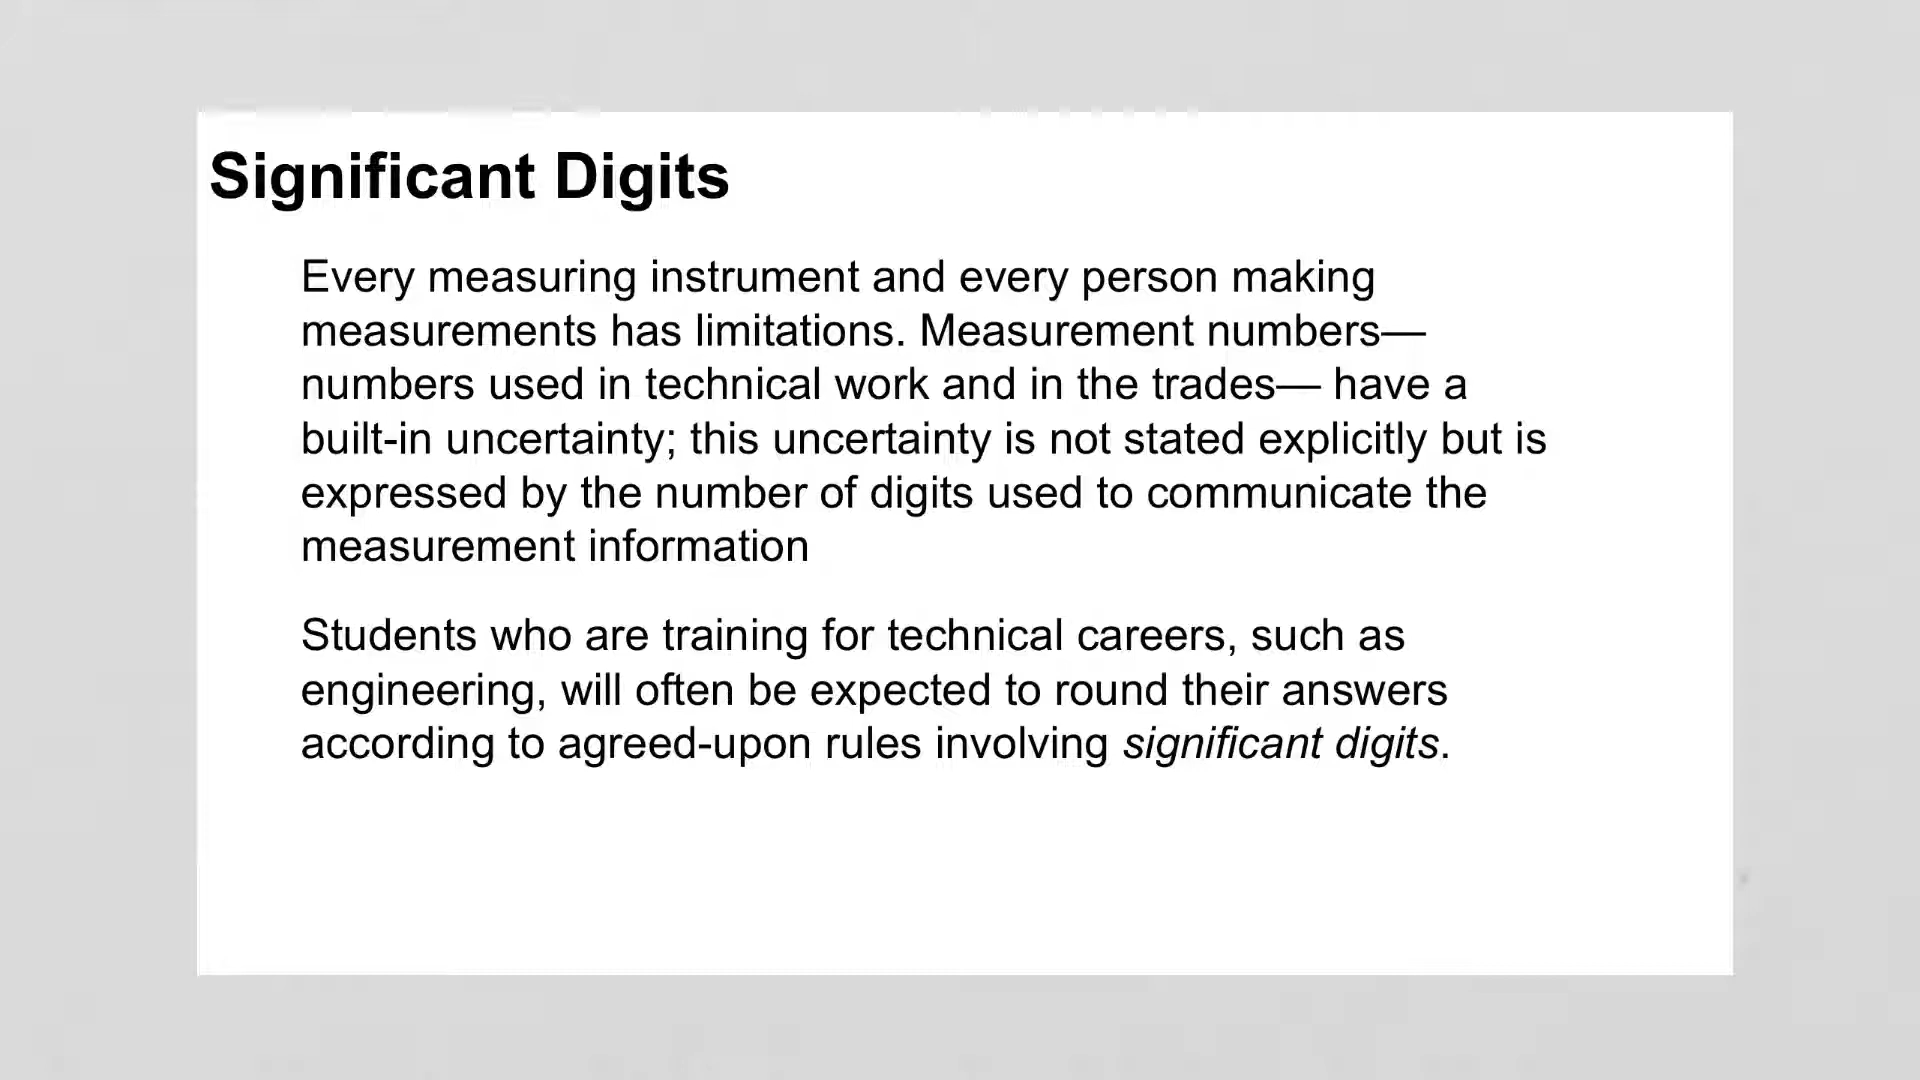 Significant Digits
Every measuring instrument and every person making
measurements has limitations. Measurement numbers—
numbers used in technical work and in the trades— have a
built-in uncertainty; this uncertainty is not stated explicitly but is
expressed by the number of digits used to communicate the
measurement information
Students who are training for technical careers, such as
engineering, will often be expected to round their answers
according to agreed-upon rules involving significant digits.